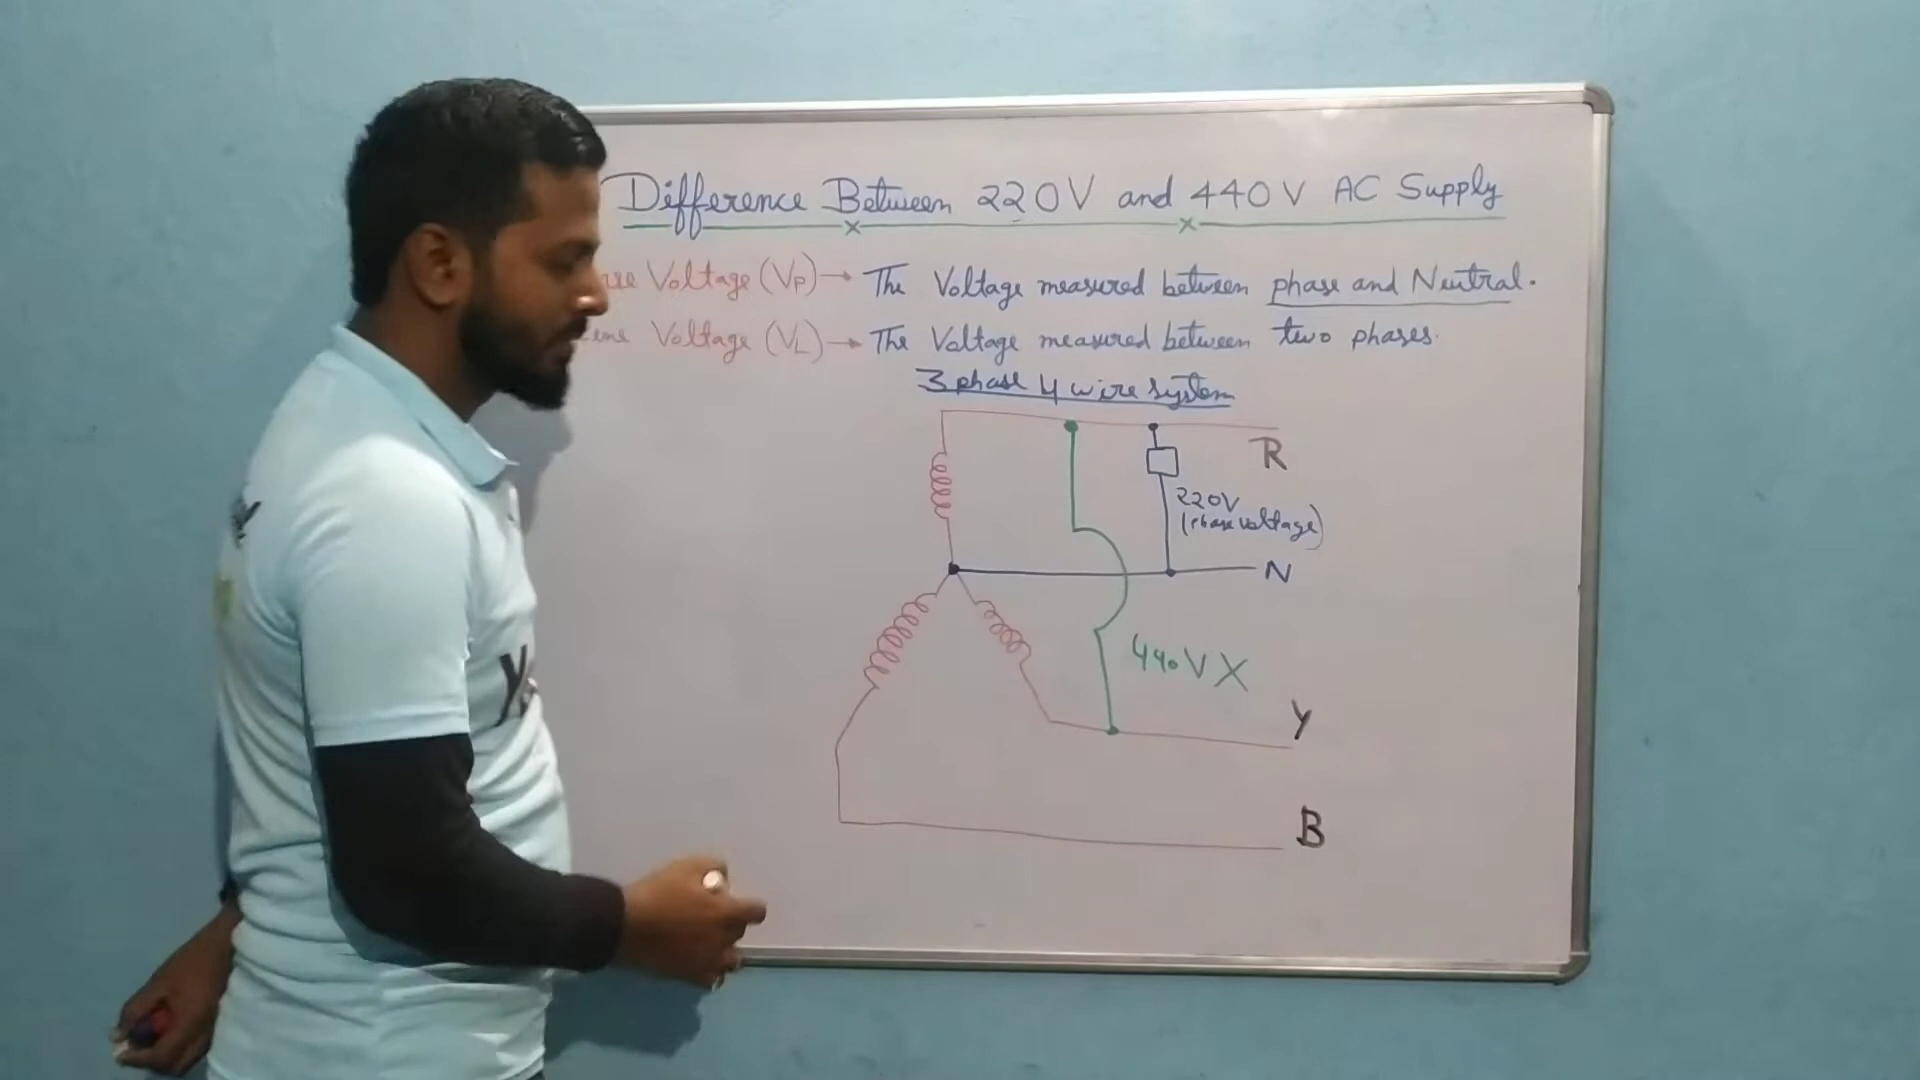 Difference Between 220V and 440V AC Supply
Voltage (VP) → The Voltage measured between phase and Neutral.
Voltage (VL) → The Voltage measured between two phases.
3 phase 4 wire system
R
220V
(phase voltage)
N
440V X
Y
B